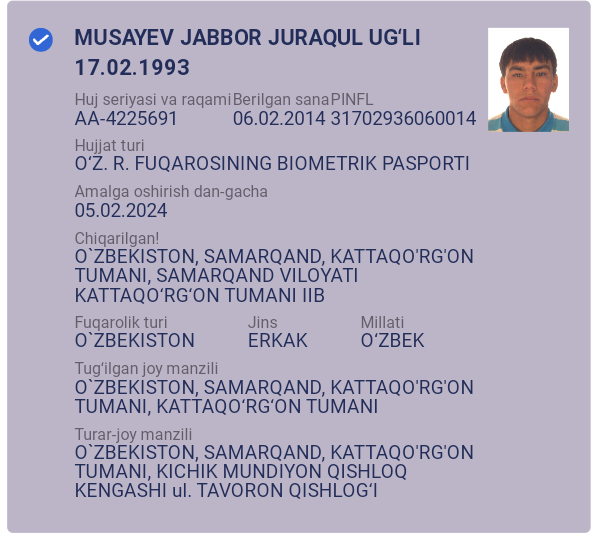 MUSAYEV JABBOR JURAQUL UG‘LI
17.02.1993
Huj seriyasi va raqami Berilgan sana PINFL
AA-4225691 06.02.2014 31702936060014
Hujjat turi
O‘Z. R. FUQAROSINING BIOMETRIK PASPORTI
Amalga oshirish dan-gacha
05.02.2024
Chiqarilgan!
O`ZBEKISTON, SAMARQAND, KATTAQO'RG'ON
TUMANI, SAMARQAND VILOYATI
KATTAQO‘RG‘ON TUMANI IIB
Fuqarolik turi Jins Millati
O`ZBEKISTON ERKAK O‘ZBEK
Tug‘ilgan joy manzili
O`ZBEKISTON, SAMARQAND, KATTAQO'RG'ON
TUMANI, KATTAQO‘RG‘ON TUMANI
Turar-joy manzili
O`ZBEKISTON, SAMARQAND, KATTAQO'RG'ON
TUMANI, KICHIK MUNDIYON QISHLOQ
KENGASHI ul. TAVORON QISHLOG‘I